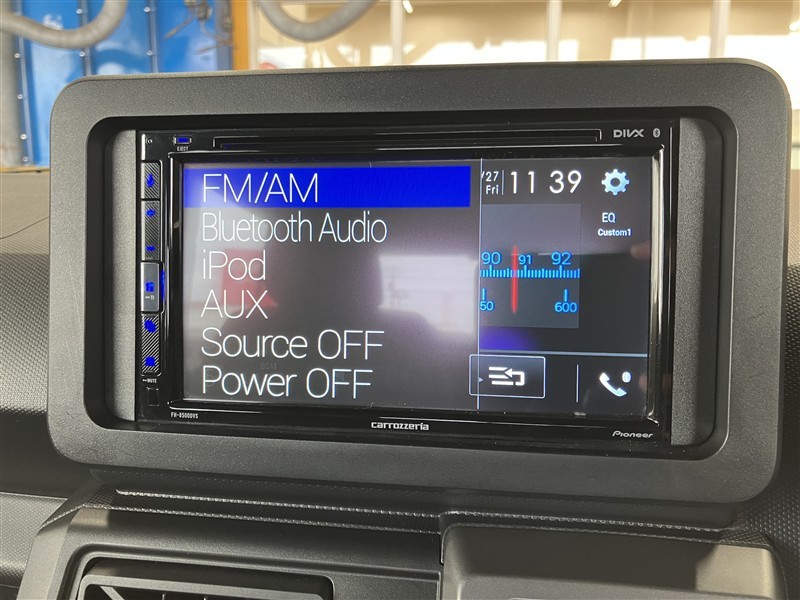 EJECT
DIVX
FM/AM
Bluetooth Audio
iPod
AUX
Source OFF
Power OFF
/27
Fri
11 39
EQ
Custom1
90 91 92
50 600
MUTE
FH-8500DVS
carrozzeria
Pioneer